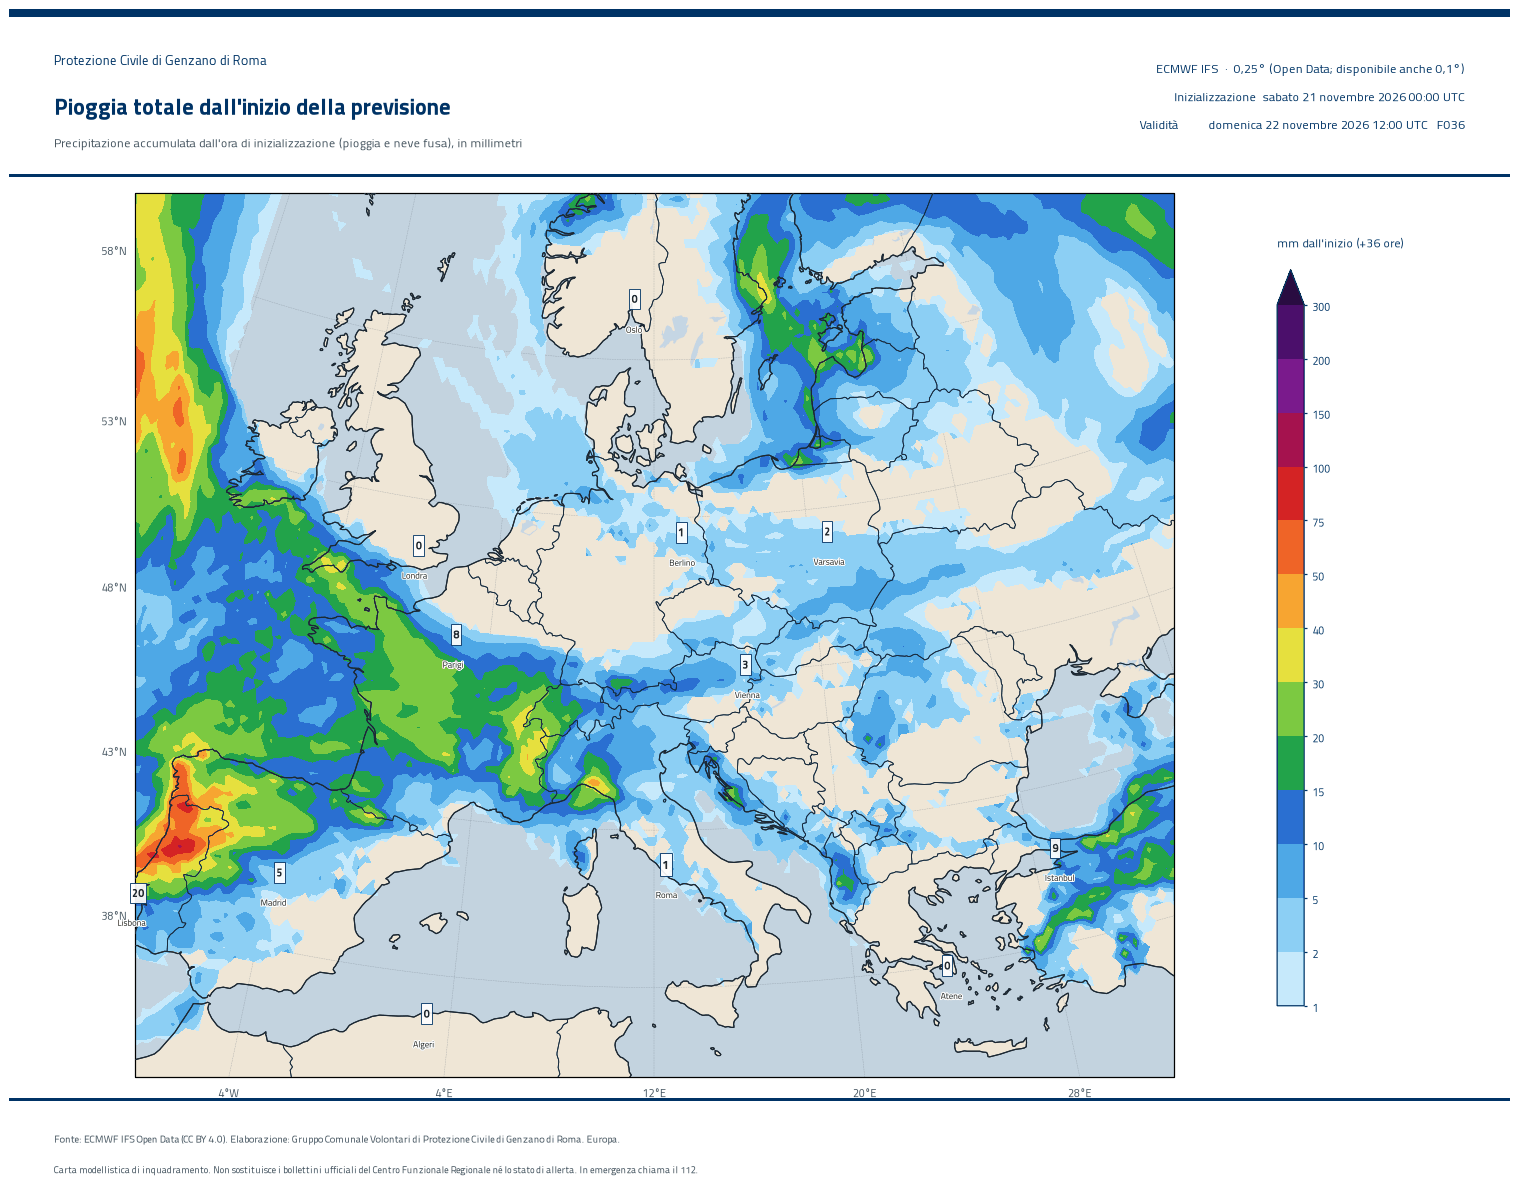 Protezione Civile di Genzano di Roma
Pioggia totale dall'inizio della previsione
Precipitazione accumulata dall'ora di inizializzazione (pioggia e neve fusa), in millimetri
ECMWF IFS · 0,25° (Open Data; disponibile anche 0,1°)
Inizializzazione sabato 21 novembre 2026 00:00 UTC
Validità domenica 22 novembre 2026 12:00 UTC F036
mm dall'inizio (+36 ore)
300
200
150
100
75
50
40
30
20
15
10
5
2
1
58°N
53°N
48°N
43°N
38°N
0
Oslo
0
Londra
1
Berlino
2
Varsavia
8
Parigi
3
Vienna
5
Madrid
20
Lisbona
1
Roma
9
Istanbul
0
Atene
0
Algeri
4°W
4°E
12°E
20°E
28°E
Fonte: ECMWF IFS Open Data (CC BY 4.0). Elaborazione: Gruppo Comunale Volontari di Protezione Civile di Genzano di Roma. Europa.
Carta modellistica di inquadramento. Non sostituisce i bollettini ufficiali del Centro Funzionale Regionale né lo stato di allerta. In emergenza chiama il 112.